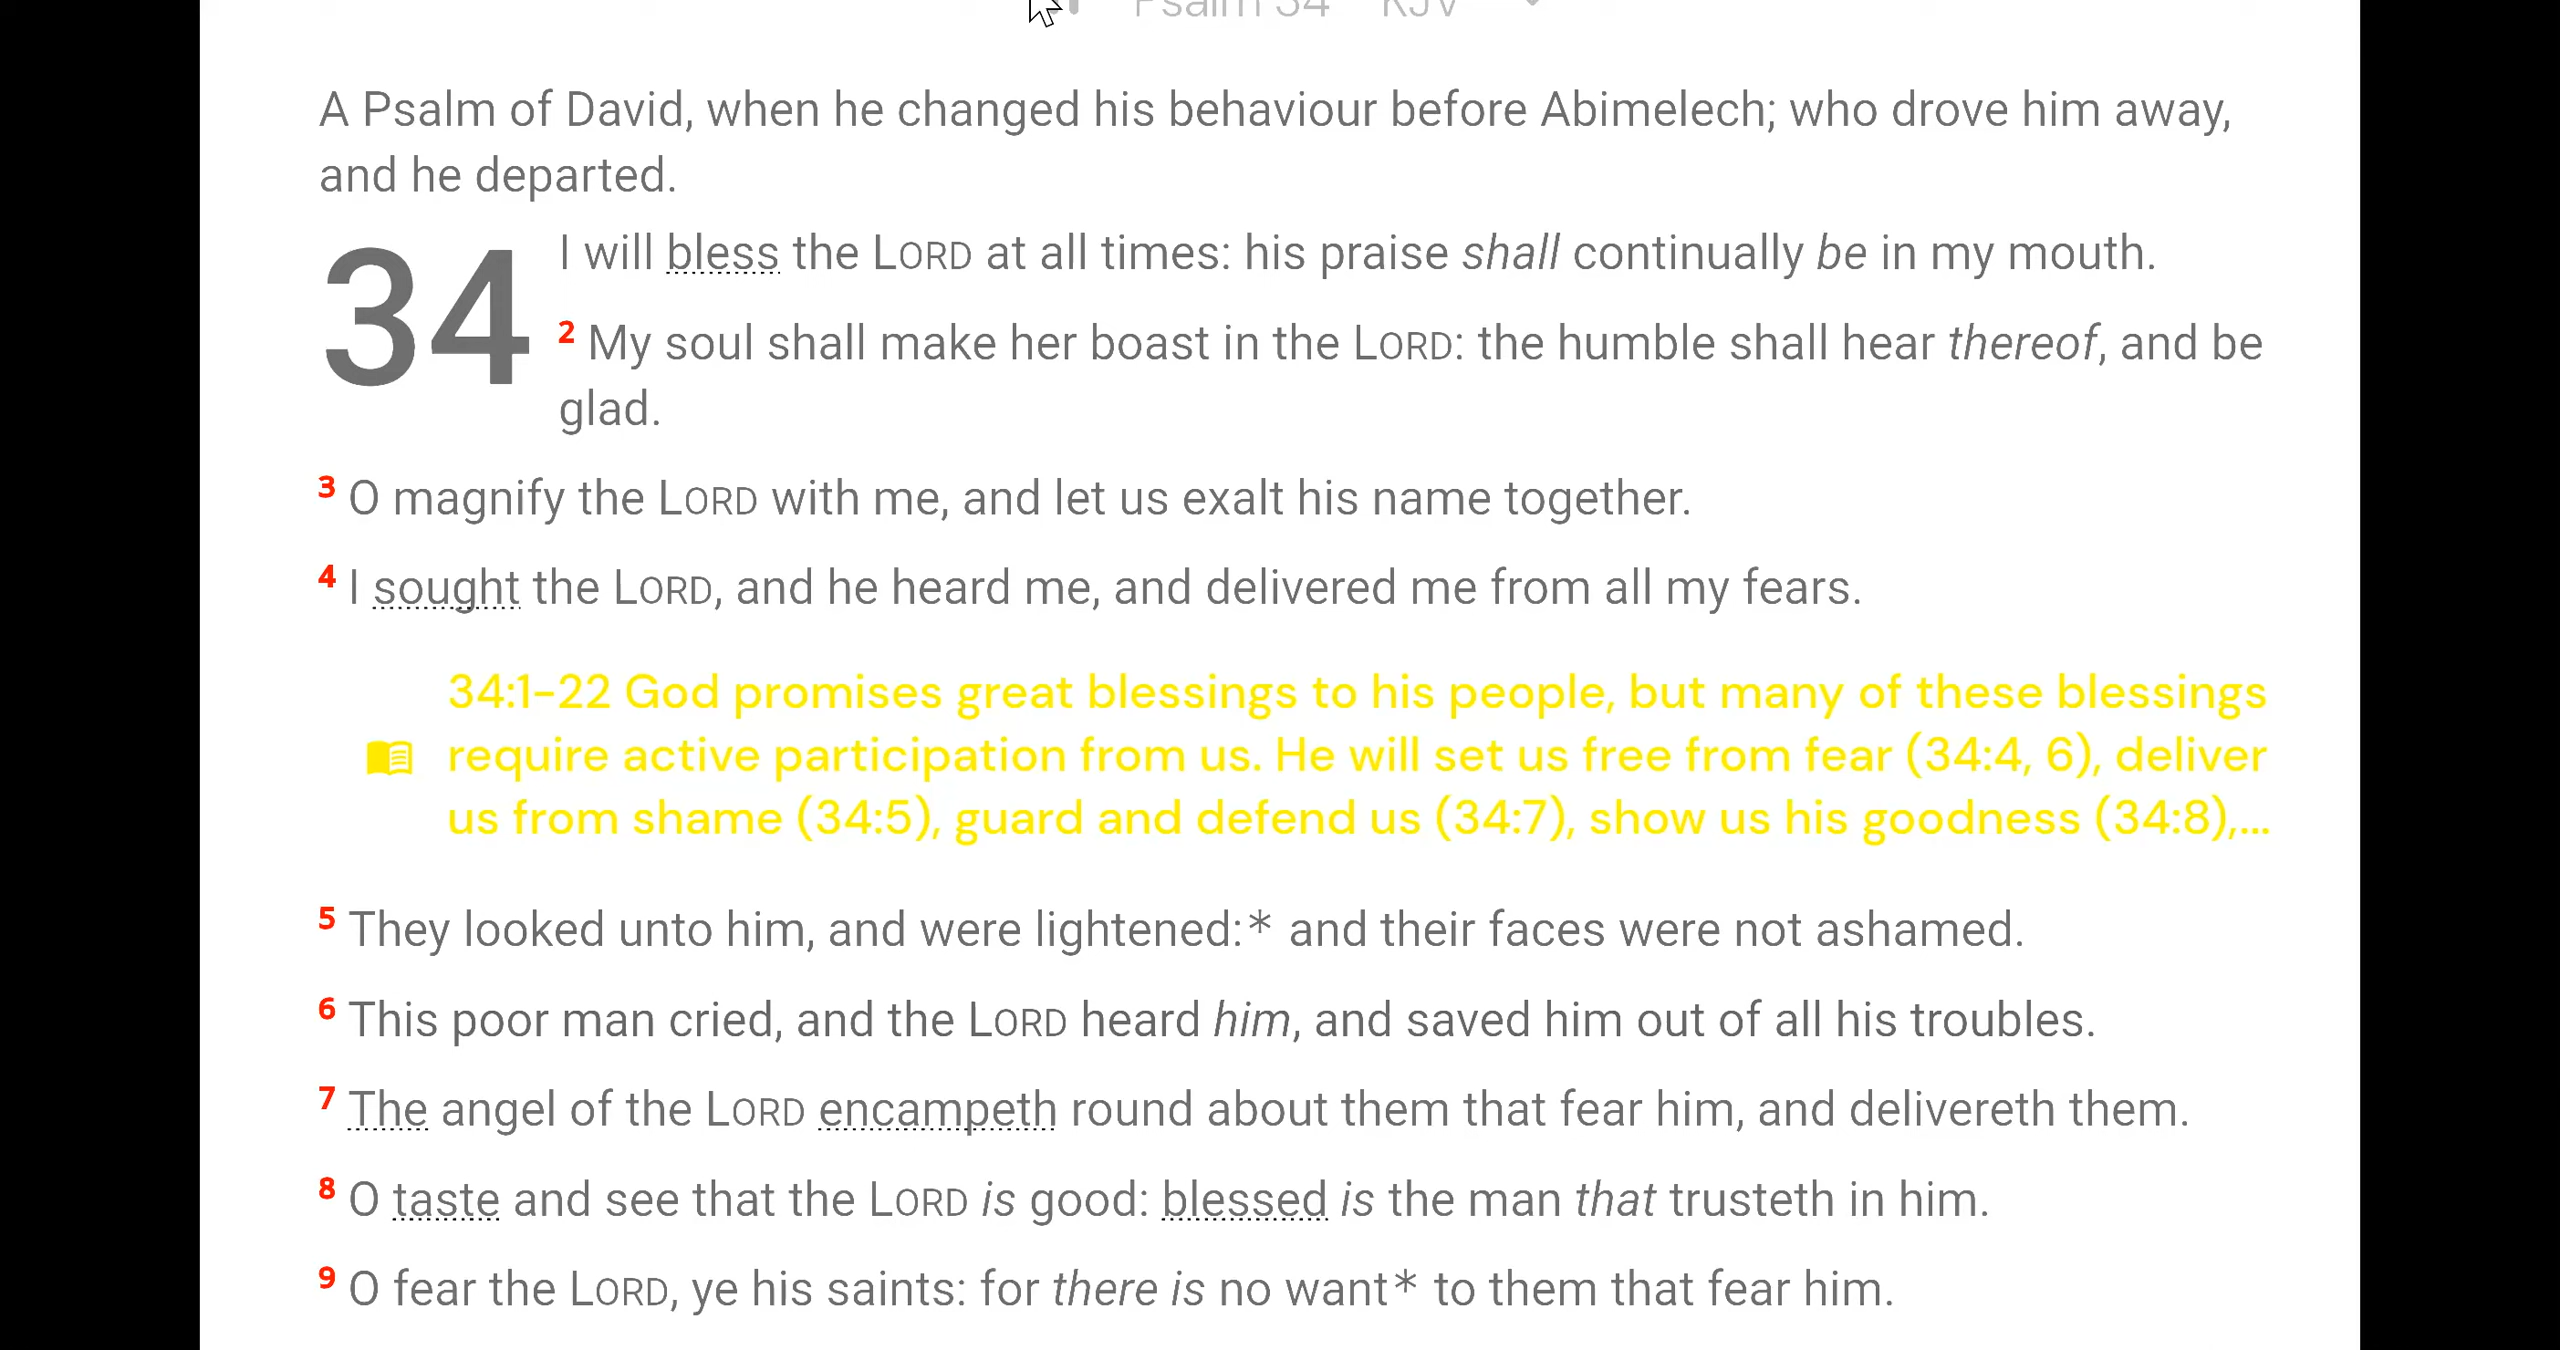 Psalm 34 KJV
A Psalm of David, when he changed his behaviour before Abimelech; who drove him away,
and he departed.
34 I will bless the LORD at all times: his praise shall continually be in my mouth.
2 My soul shall make her boast in the LORD: the humble shall hear thereof, and be
glad.
3 O magnify the LORD with me, and let us exalt his name together.
4 I sought the LORD, and he heard me, and delivered me from all my fears.
34:1–22 God promises great blessings to his people, but many of these blessings
require active participation from us. He will set us free from fear (34:4, 6), deliver
us from shame (34:5), guard and defend us (34:7), show us his goodness (34:8),...
5 They looked unto him, and were lightened:* and their faces were not ashamed.
6 This poor man cried, and the LORD heard him, and saved him out of all his troubles.
7 The angel of the LORD encampeth round about them that fear him, and delivereth them.
8 O taste and see that the LORD is good: blessed is the man that trusteth in him.
9 O fear the LORD, ye his saints: for there is no want* to them that fear him.